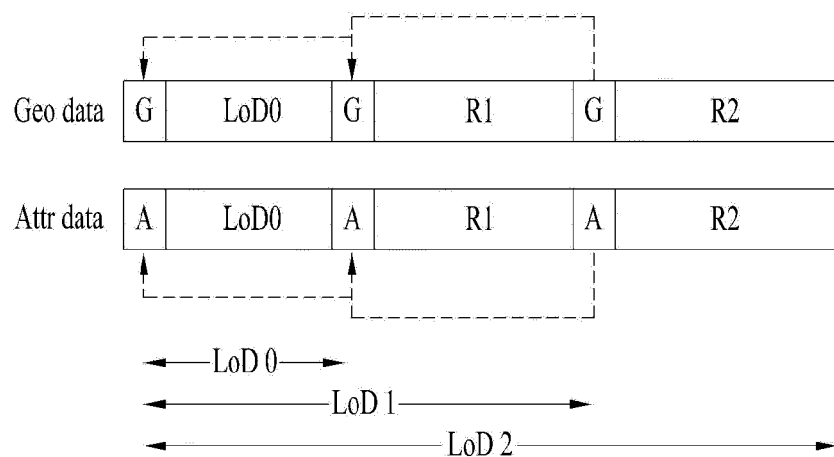 Geo data G LoD0 G R1 G R2
Attr data A LoD0 A R1 A R2
LoD 0
LoD 1
LoD 2